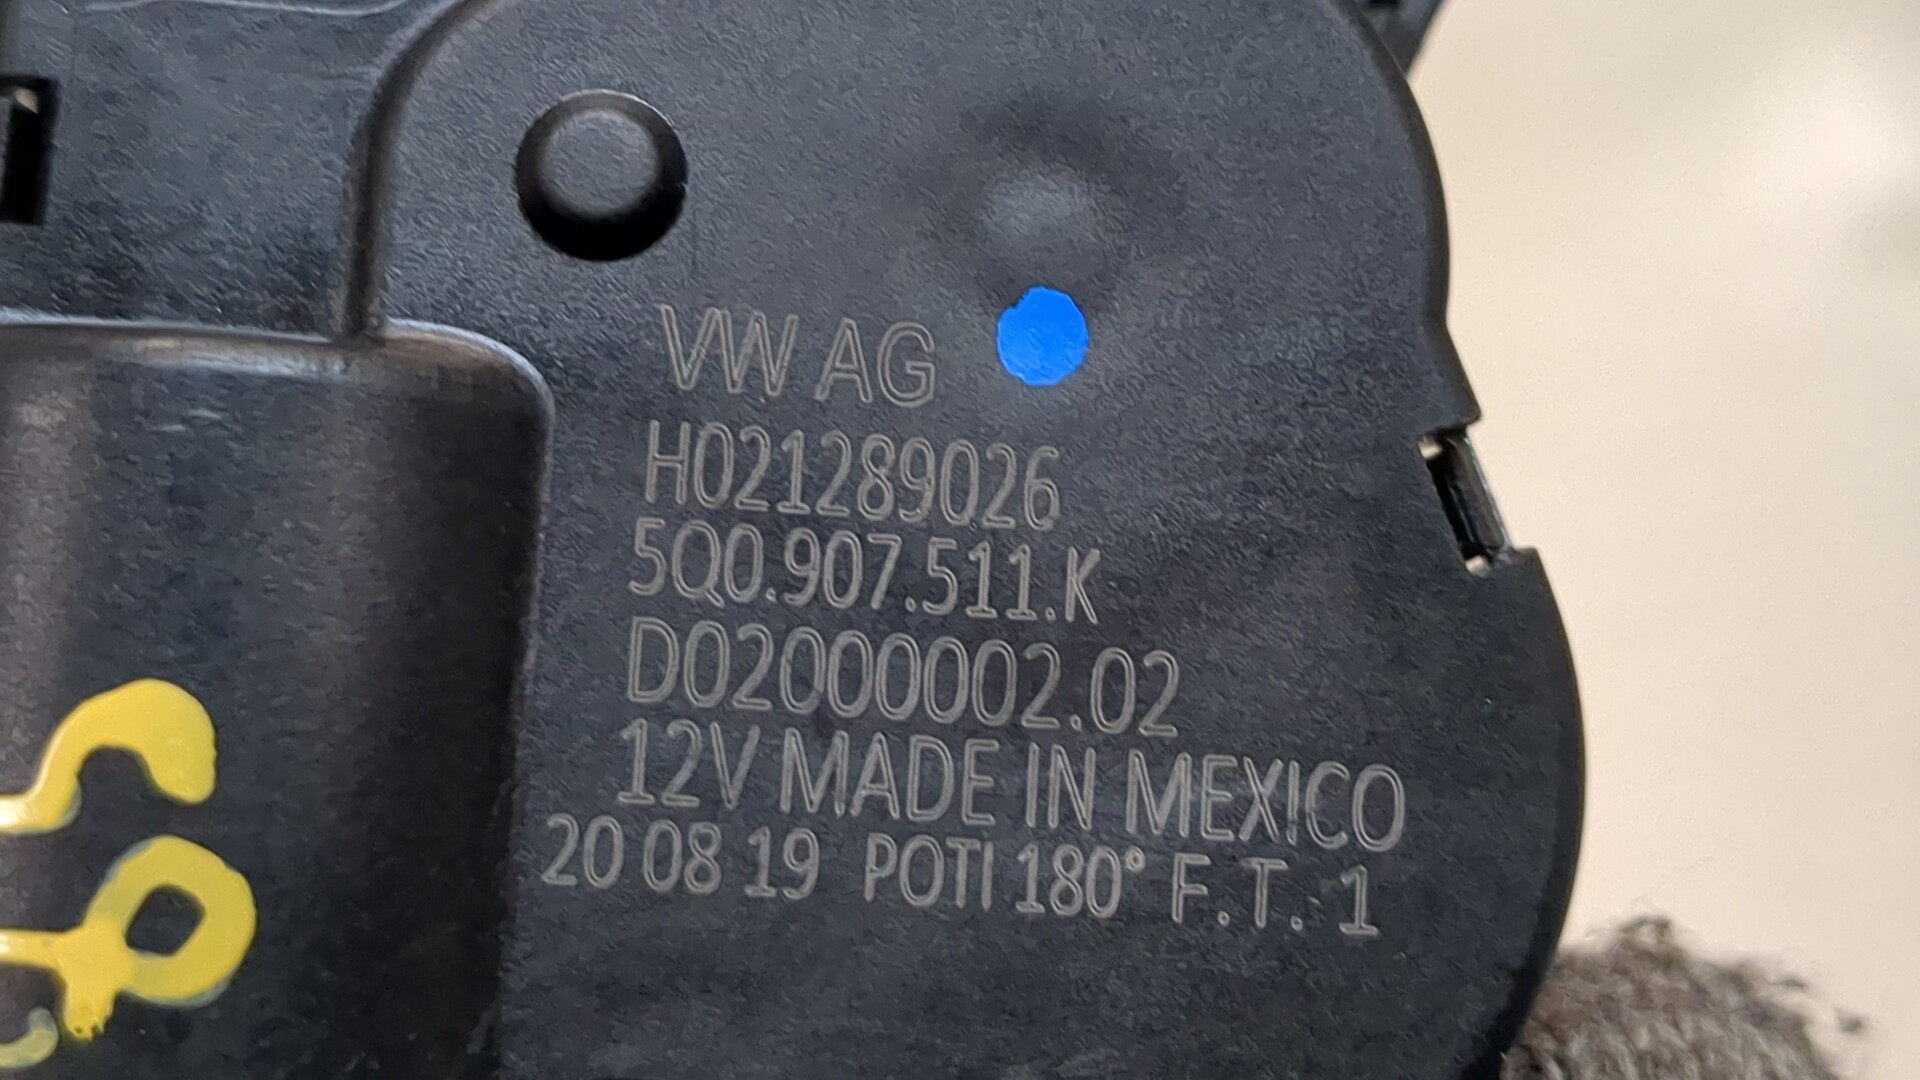 VW AG
H021289026
5Q0.907.511.K
D02000002.02
12V MADE IN MEXICO
20 08 19 POTI 180° F.T. 1